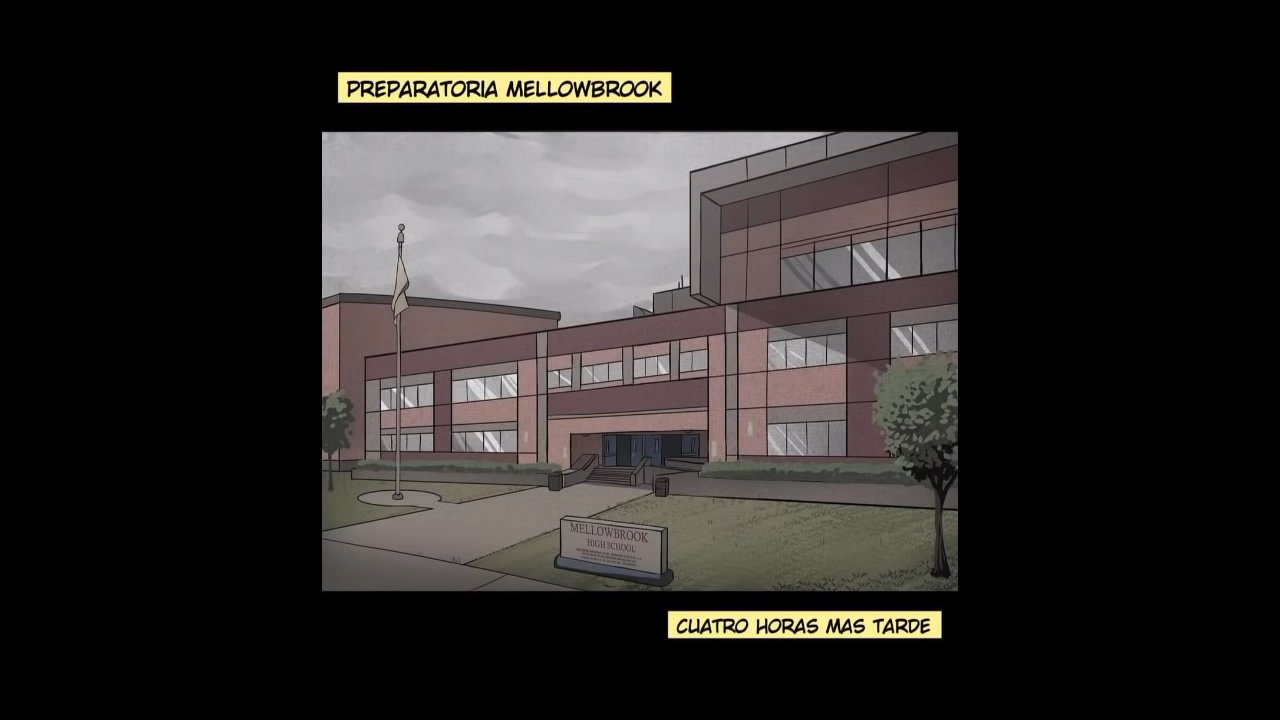 PREPARATORIA MELLOWBROOK
MELLOWBROOK
HIGH SCHOOL
CUATRO HORAS MAS TARDE